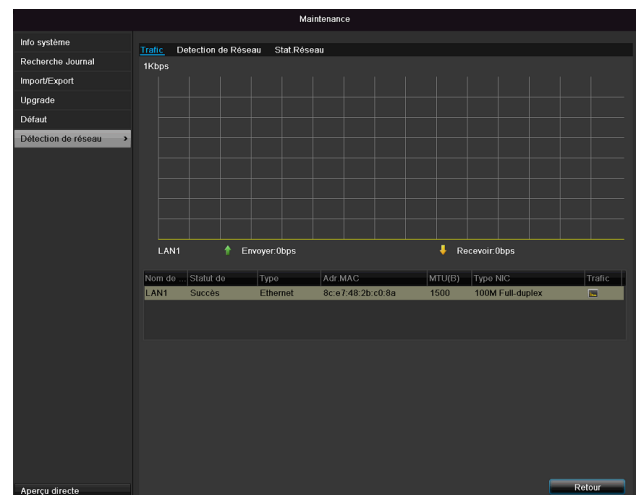 Maintenance
Info système
Recherche Journal
Import/Export
Upgrade
Défaut
Détection de réseau >
Trafic Detection de Réseau Stat.Réseau
1Kbps
LAN1 Envoyer:0bps Recevoir:0bps
Nom de ... Statut de Type Adr.MAC MTU(B) Type NIC Trafic
LAN1 Succès Ethernet 8c:e7:48:2b:c0:8a 1500 100M Full-duplex
Aperçu directe
Retour